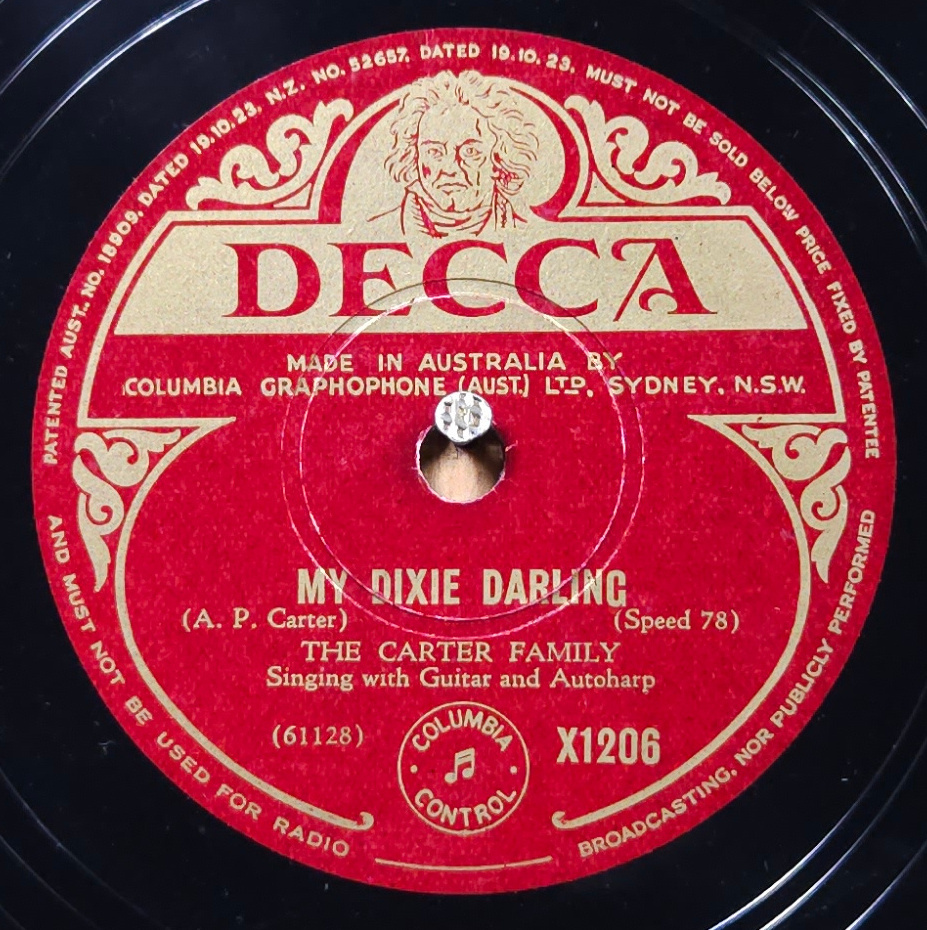 PATENTED AUST. NO. 18909. DATED 19.10.23. N.Z. NO. 52657. DATED 19.10.23. MUST NOT BE SOLD BELOW PRICE FIXED BY PATENTEE
DECCA
MADE IN AUSTRALIA BY
COLUMBIA GRAPHOPHONE (AUST.) LTD, SYDNEY, N.S.W.
MY DIXIE DARLING
(A. P. Carter) (Speed 78)
THE CARTER FAMILY
Singing with Guitar and Autoharp
(61128) X1206
COLUMBIA
CONTROL
AND MUST NOT BE USED FOR RADIO BROADCASTING, NOR PUBLICLY PERFORMED